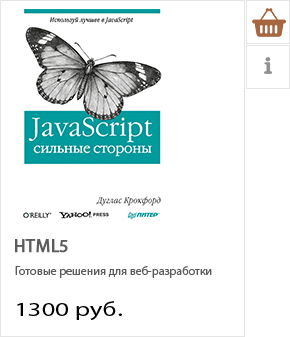 Используй лучшее в JavaScript
JavaScript
СИЛЬНЫЕ СТОРОНЫ
Дуглас Крокфорд
O'REILLY® YAHOO! PRESS ПИТЕР®
HTML5
Готовые решения для веб-разработки
1300 руб.
i